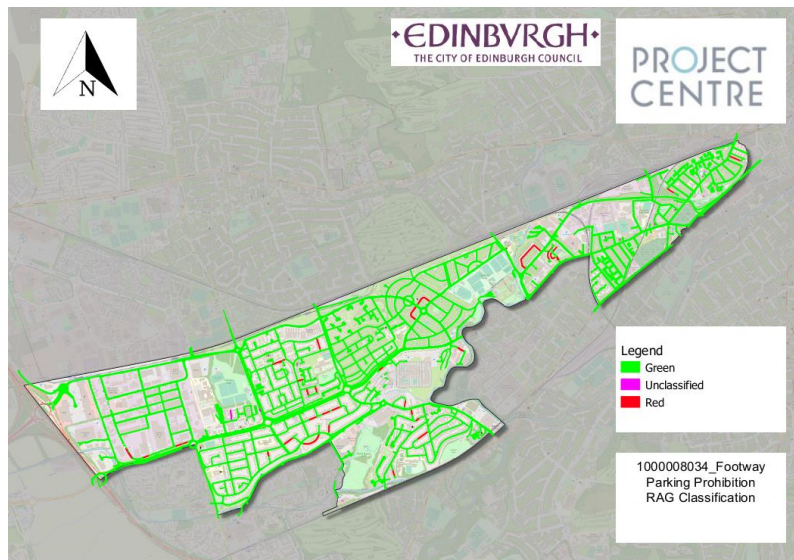 N
·EDINBVRGH·
THE CITY OF EDINBURGH COUNCIL
PROJECT
CENTRE
Legend
Green
Unclassified
Red
1000008034_Footway
Parking Prohibition
RAG Classification